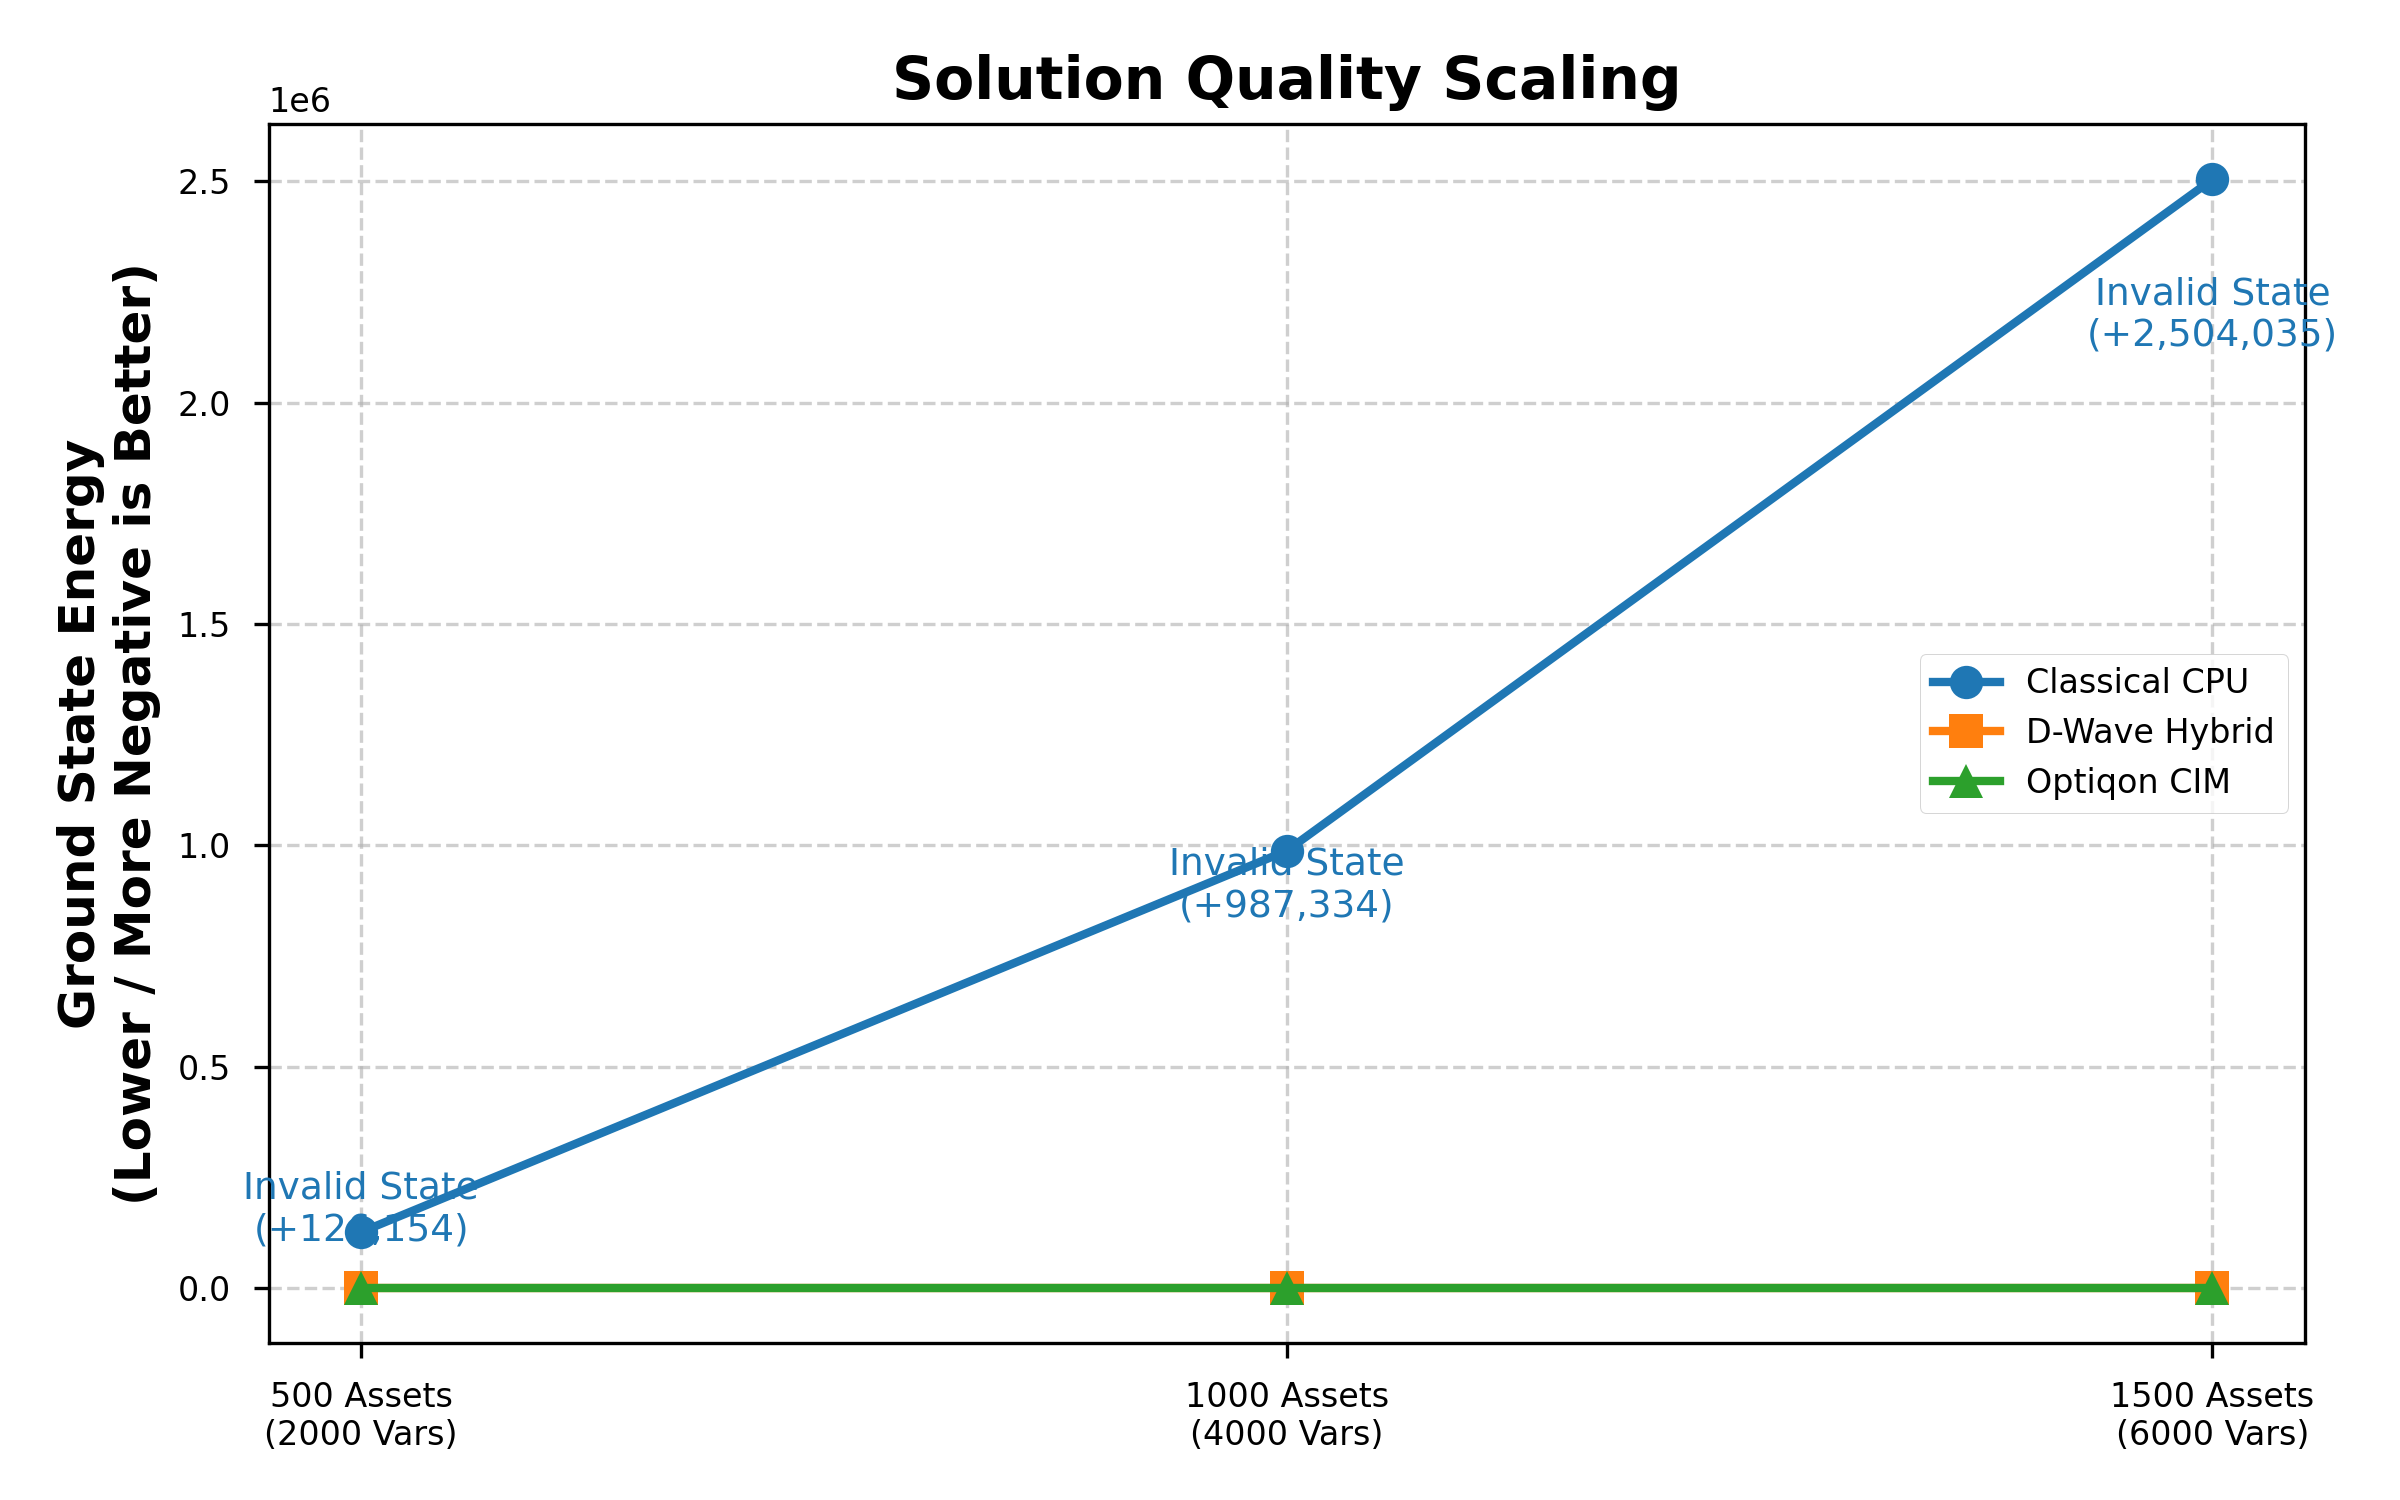 Solution Quality Scaling
1e6
Ground State Energy
(Lower / More Negative is Better)
2.5
2.0
1.5
1.0
0.5
0.0
Invalid State
(+2,504,035)
Classical CPU
D-Wave Hybrid
Optiqon CIM
Invalid State
(+987,334)
Invalid State
500 Assets
(2000 Vars)
1000 Assets
(4000 Vars)
1500 Assets
(6000 Vars)